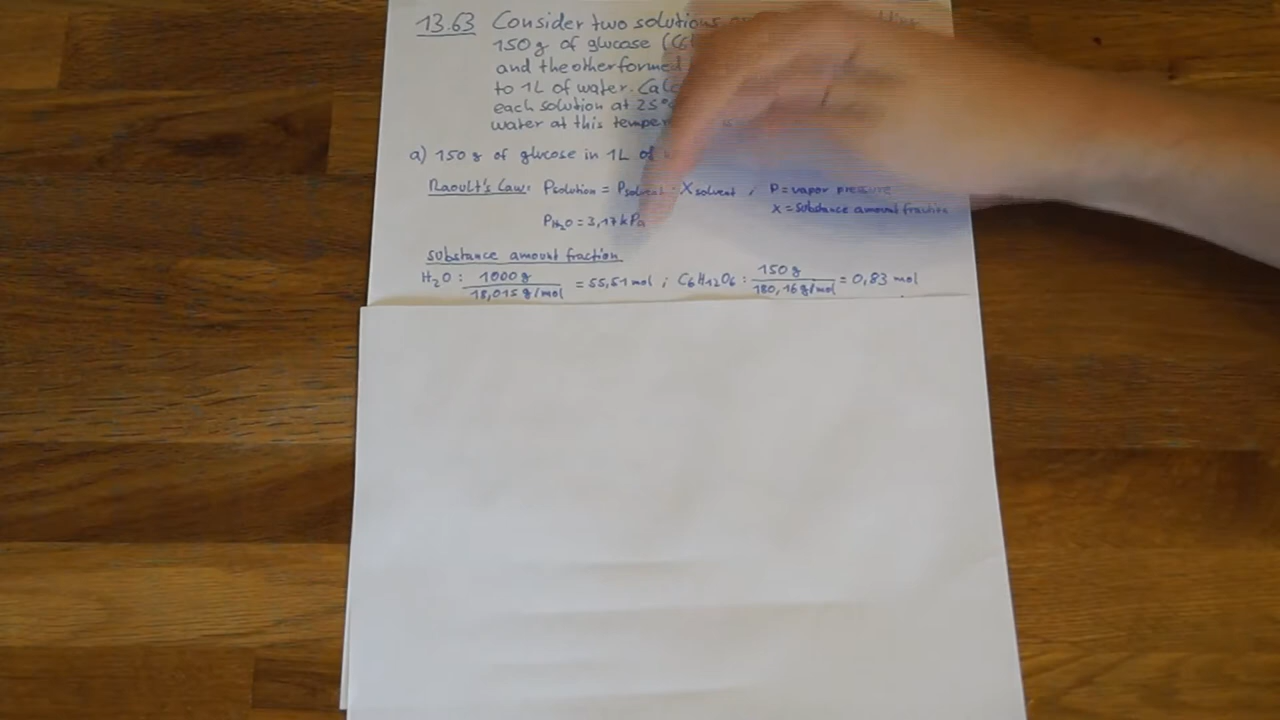 13.63 Consider two solutions
150 g of glucose
and the other formed
to 1L of water.
each solution at 25°
water at this
a) 150 g of glucose in 1L of
Raoult's Law: Psolution = Psolvent · Xsolvent , P = vapor pressure
X = Substance amount fraction
PH₂O = 3,17 kPa
substance amount fraction
H₂O : 1000 g / 18,015 g/mol = 55,51 mol ; C₆H₁₂O₆ : 150 g / 180,16 g/mol = 0,83 mol